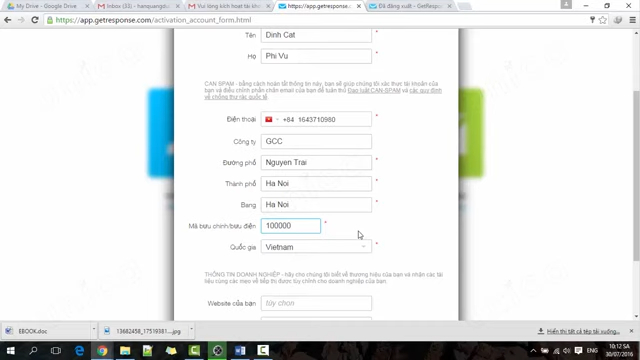 My Drive - Google Drive
Inbox (1) - hanquangdu
Vui lòng kích hoạt tài kh
https://app.getresponse.c
Đã đăng xuất - GetRespo
https://app.getresponse.com/activation_account_form.html
Tên Dinh Cat
Họ Phi Vu *
CAN-SPAM - bằng cách hoàn tất thông tin này, bạn sẽ giúp chúng tôi xác thực tài khoản của
bạn và điều chỉnh phần chân email của bạn để tuân thủ Đạo luật CAN-SPAM và các quy định
về chống thư rác quốc tế.
Điện thoại +84 1643710980 *
Công ty GCC
Đường phố Nguyen Trai *
Thành phố Ha Noi *
Bang Ha Noi *
Mã bưu chính/bưu điện 100000 *
Quốc gia Vietnam *
THÔNG TIN DOANH NGHIỆP - hãy cho chúng tôi biết về thương hiệu của bạn và nhận các tài
liệu cùng các mẹo về tiếp thị được tùy chỉnh cho doanh nghiệp của bạn.
Website của bạn tùy chọn
EBOOK.doc
13682458_17519381....jpg
Hiển thị tất cả tệp tải xuống...
10:12 SA
30/07/2016